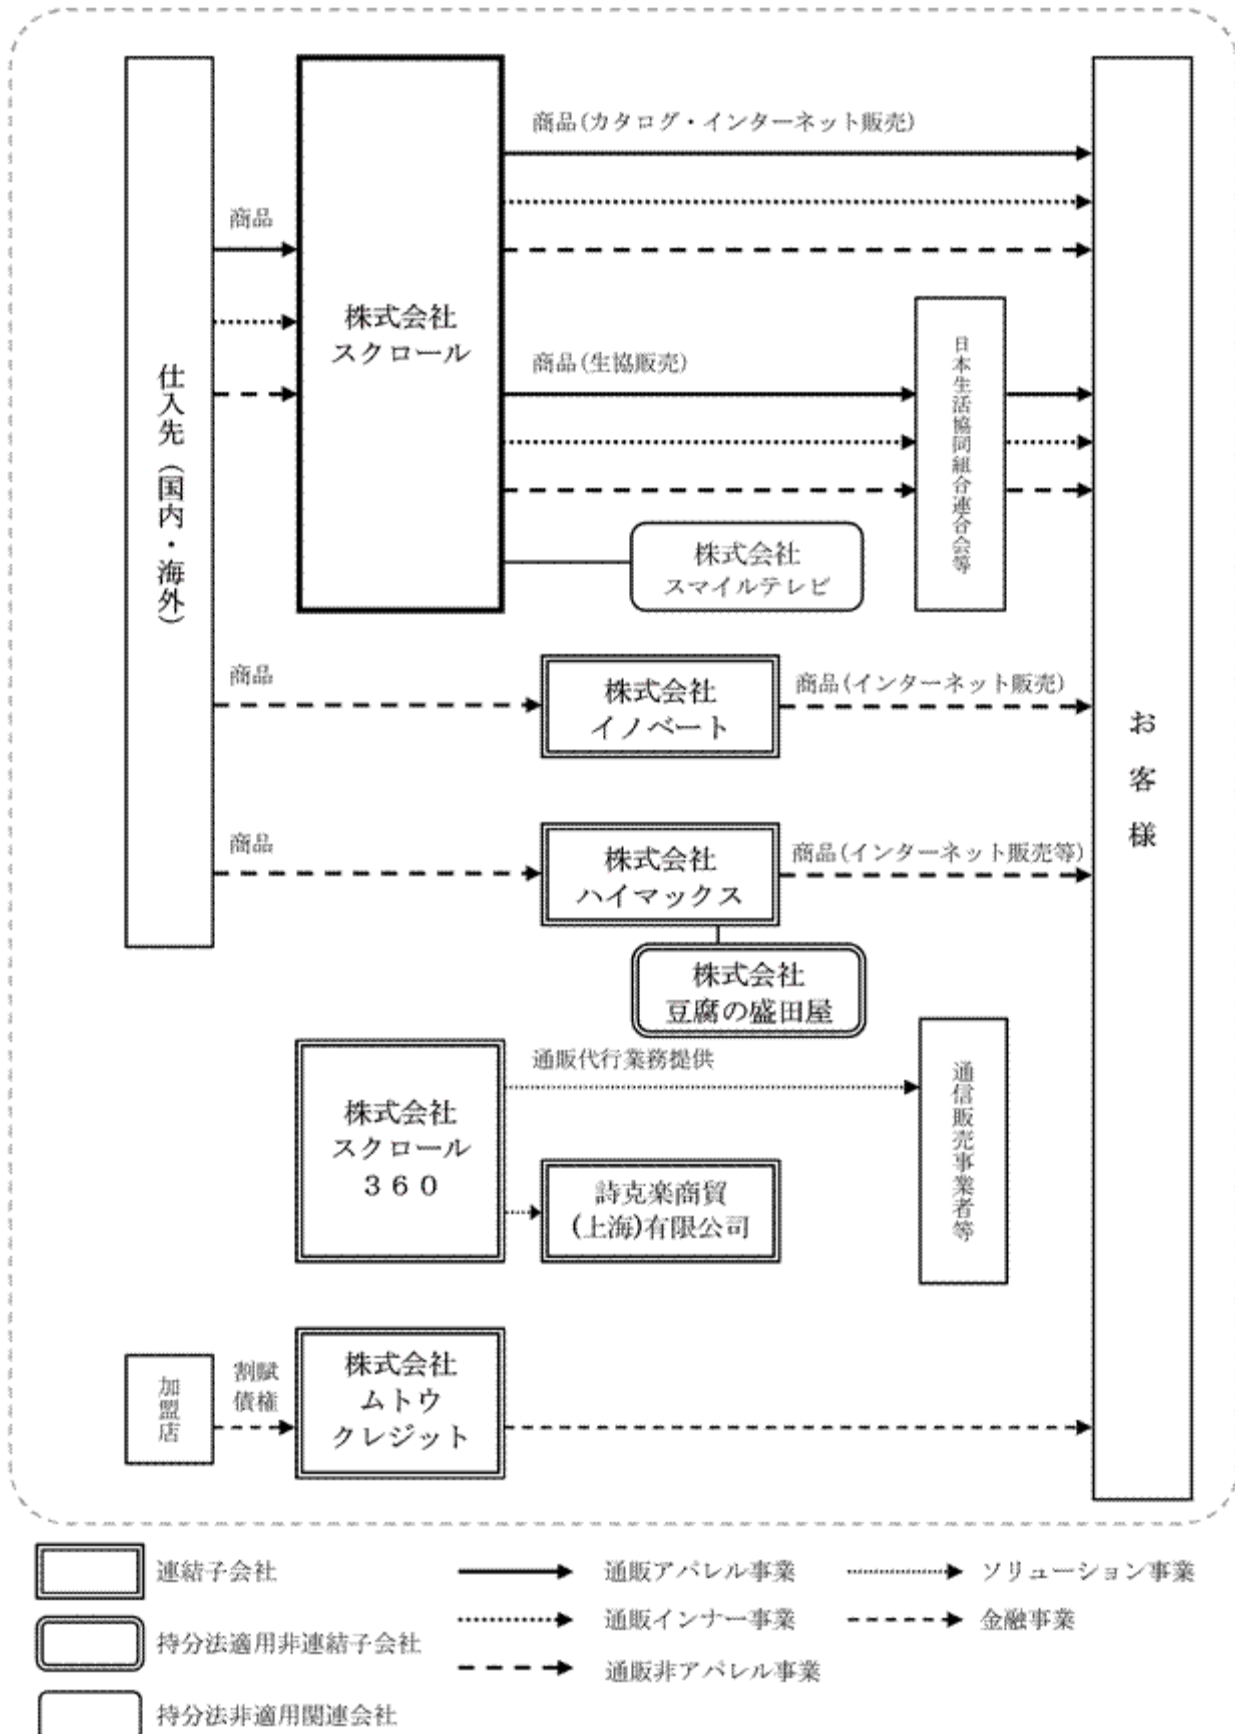 商品(カタログ・インターネット販売)
商品
株式会社
スクロール
仕入先（国内・海外）
商品(生協販売)
日本生活協同組合連合会等
株式会社
スマイルテレビ
商品
株式会社
イノベート
商品(インターネット販売)
お客様
商品
株式会社
ハイマックス
商品(インターネット販売等)
株式会社
豆腐の盛田屋
株式会社
スクロール
３６０
通販代行業務提供
通信販売事業者等
詩克楽商貿
(上海)有限公司
加盟店
割賦
債権
株式会社
ムトウ
クレジット
連結子会社
通販アパレル事業
ソリューション事業
持分法適用非連結子会社
通販インナー事業
金融事業
通販非アパレル事業
持分法非適用関連会社